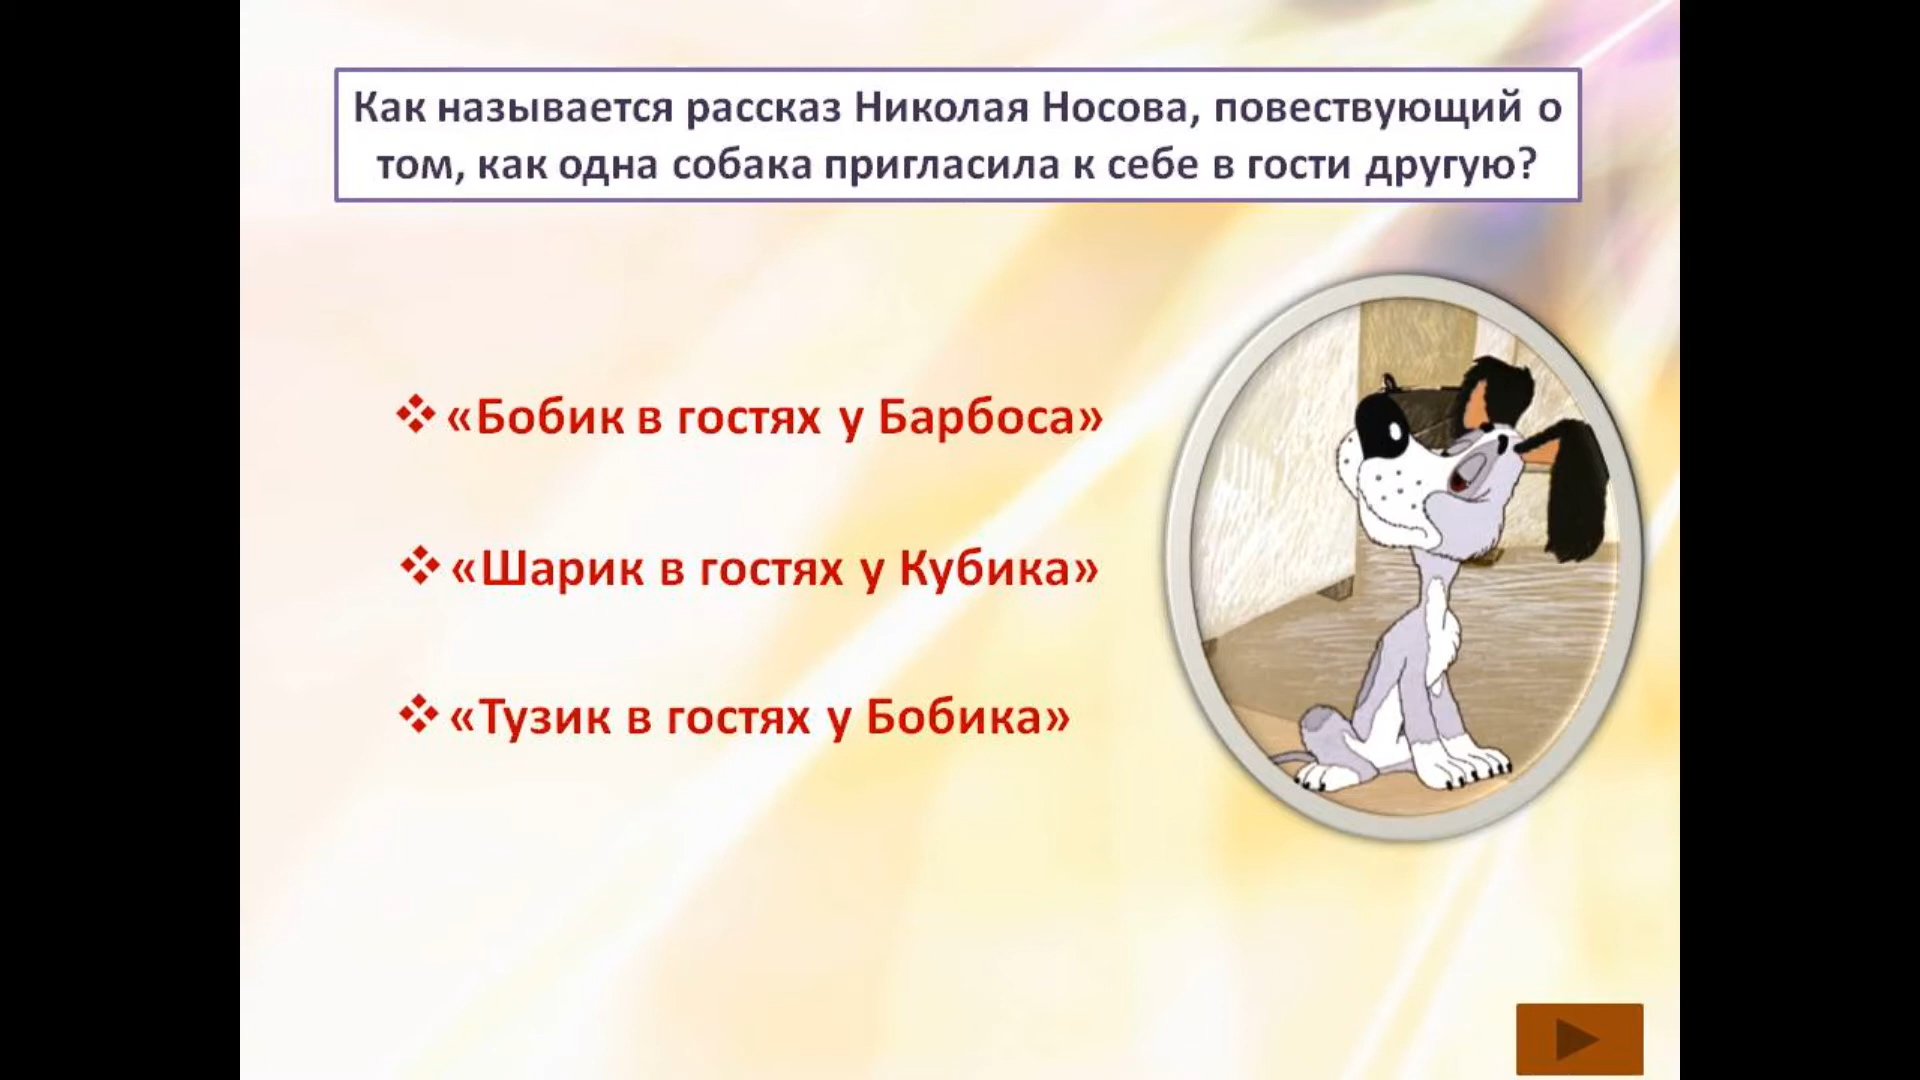 Как называется рассказ Николая Носова, повествующий о
том, как одна собака пригласила к себе в гости другую?
«Бобик в гостях у Барбоса»
«Шарик в гостях у Кубика»
«Тузик в гостях у Бобика»